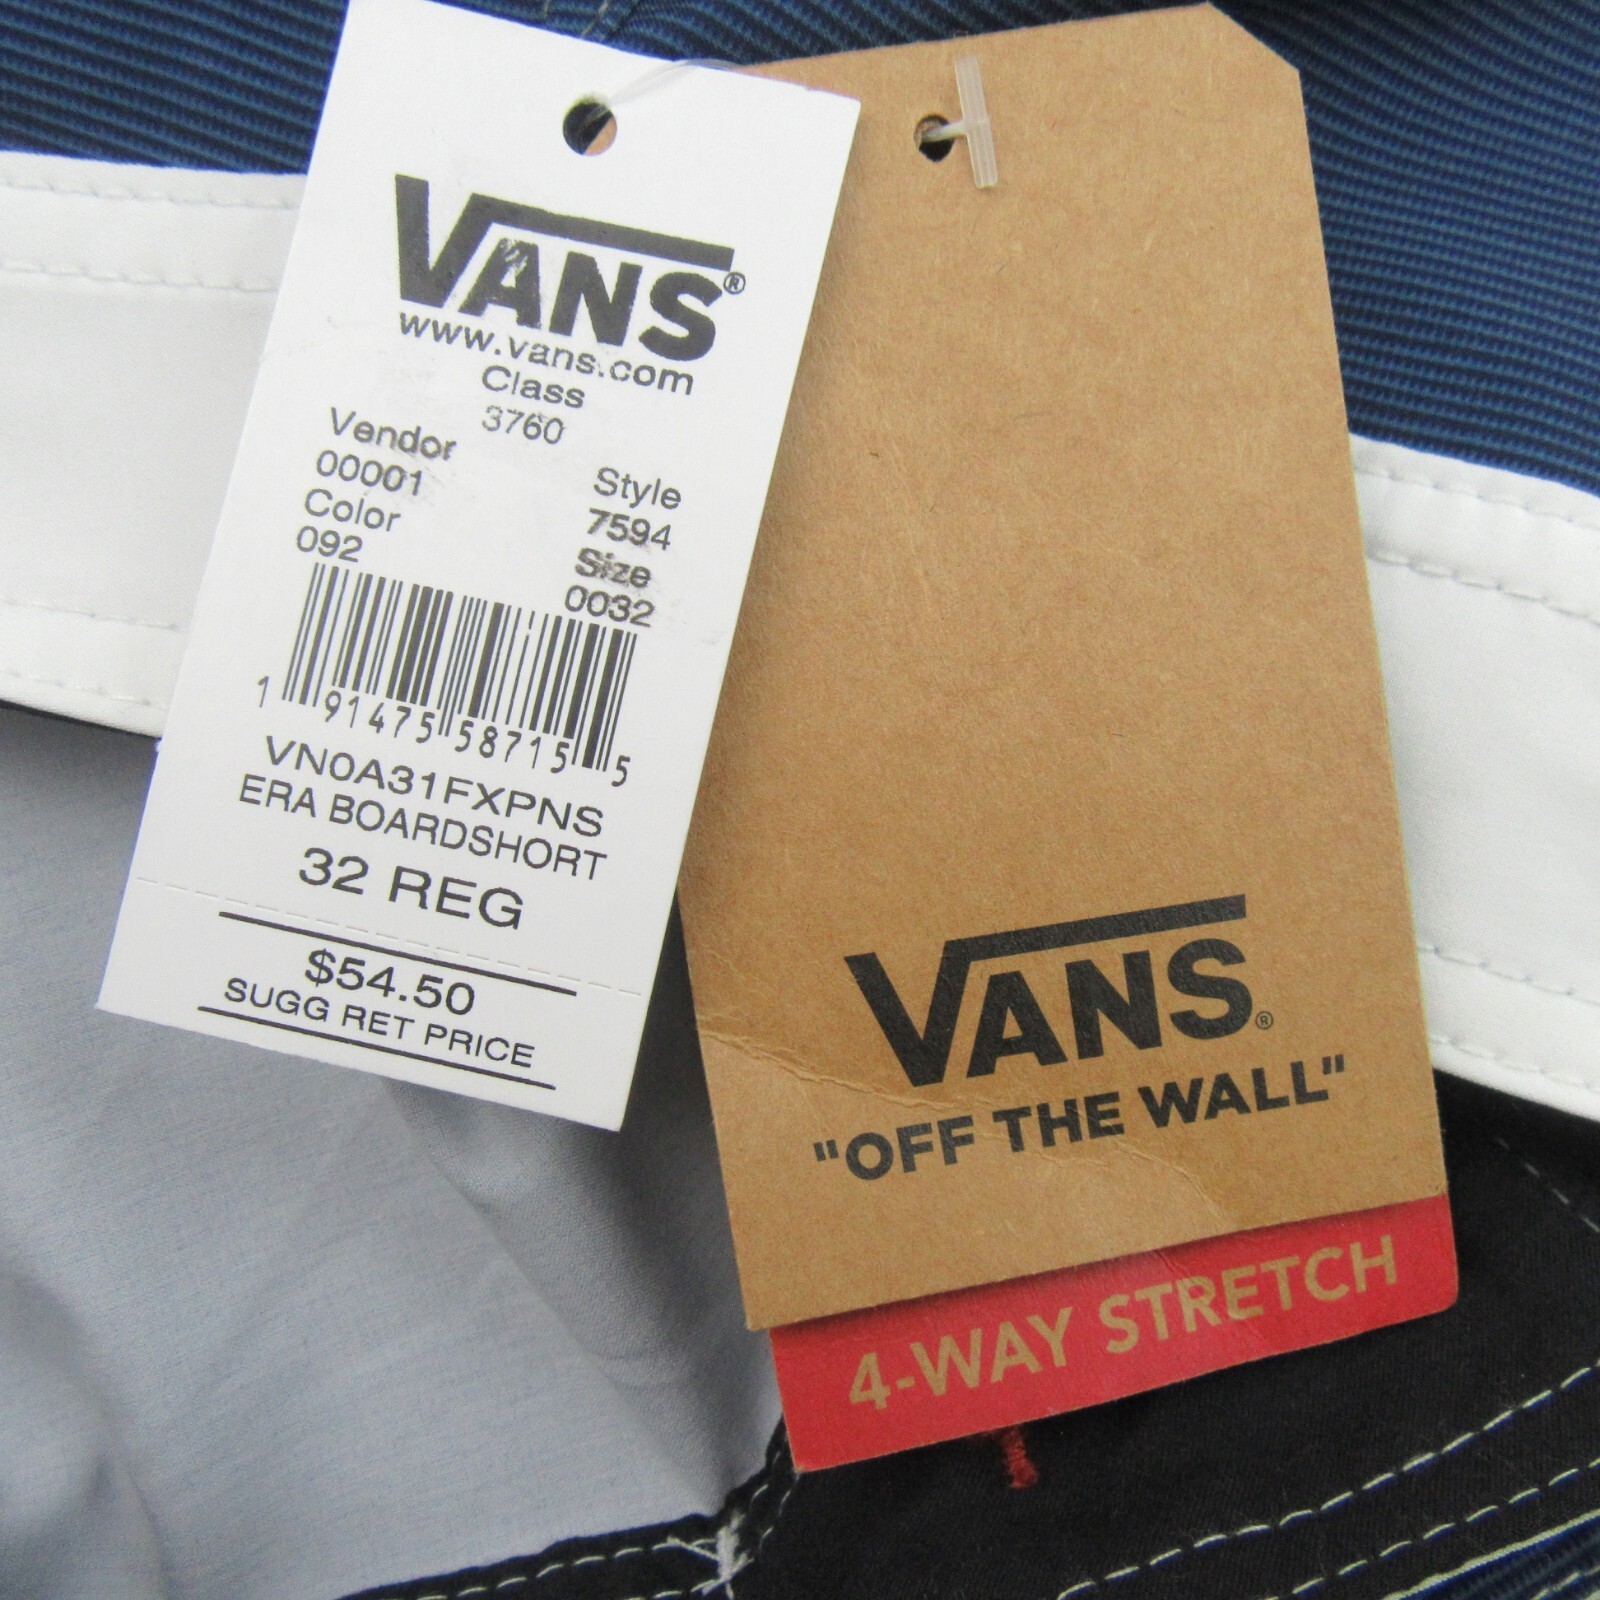 VANS®
www.vans.com
Class
3760
Vendor
00001
Style
7594
Color
092
Size
0032
1 91475 58715 5
VN0A31FXPNS
ERA BOARDSHORT
32 REG
$54.50
SUGG RET PRICE
VANS®
"OFF THE WALL"
4-WAY STRETCH